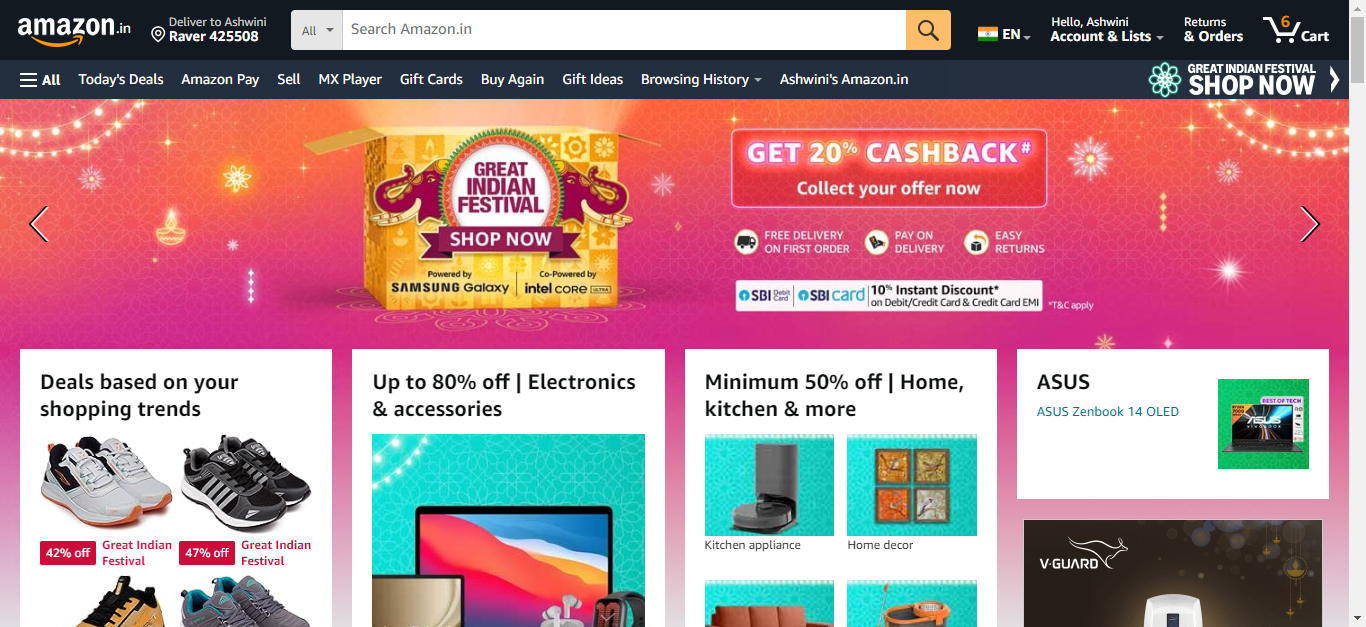 amazon.in
Deliver to Ashwini
Raver 425508
All
Search Amazon.in
EN
Hello, Ashwini
Account & Lists
Returns
& Orders
6
Cart
All
Today's Deals
Amazon Pay
Sell
MX Player
Gift Cards
Buy Again
Gift Ideas
Browsing History
Ashwini's Amazon.in
GREAT INDIAN FESTIVAL
SHOP NOW
GREAT
INDIAN
FESTIVAL
SHOP NOW
Powered by
SAMSUNG Galaxy
Co-Powered by
intel CORE ULTRA
GET 20% CASHBACK#
Collect your offer now
FREE DELIVERY
ON FIRST ORDER
PAY ON
DELIVERY
EASY
RETURNS
SBI Debit Card
SBI card
10% Instant Discount*
on Debit/Credit Card & Credit Card EMI
*T&C apply
Deals based on your
shopping trends
42% off
Great Indian
Festival
47% off
Great Indian
Festival
Up to 80% off | Electronics
& accessories
Minimum 50% off | Home,
kitchen & more
Kitchen appliance
Home decor
ASUS
ASUS Zenbook 14 OLED
BEST OF TECH
ASUS
VIVOBOOK
V-GUARD